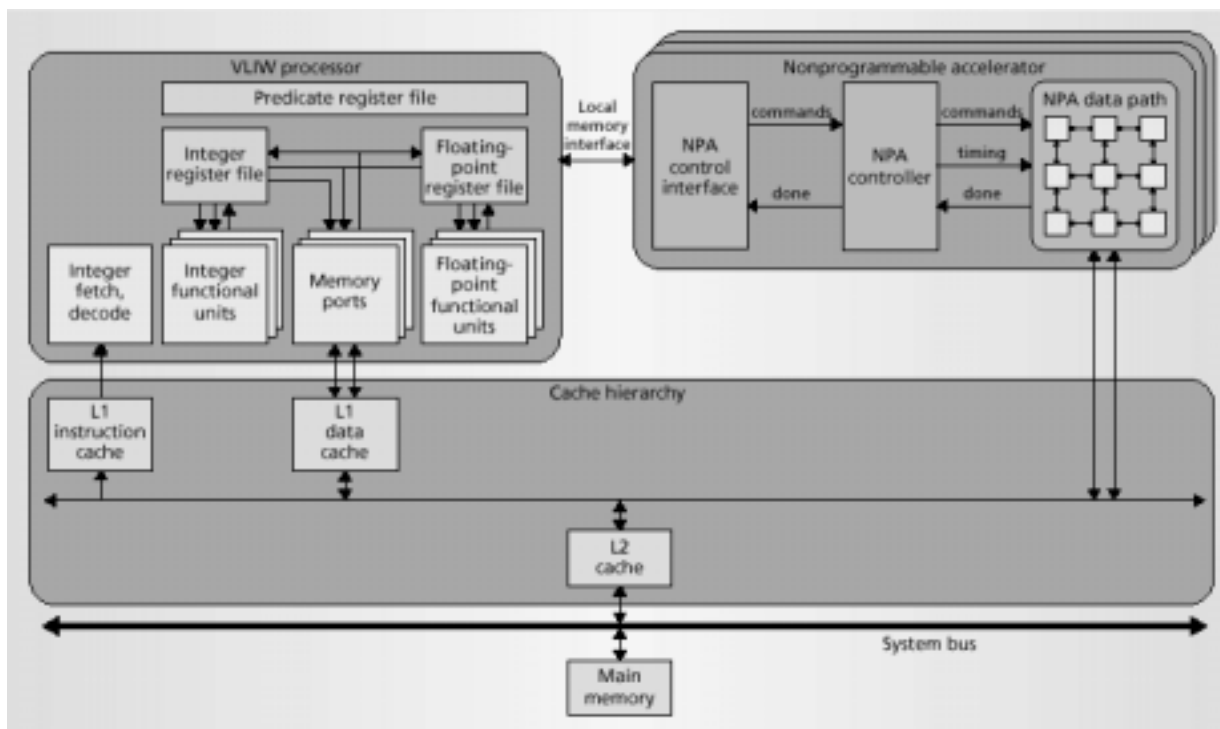 VLIW processor
Predicate register file
Integer
register file
Floating-
point
register file
Integer
fetch,
decode
Integer
functional
units
Memory
ports
Floating-
point
functional
units
Local
memory
interface
Nonprogrammable accelerator
NPA
control
interface
commands
done
NPA
controller
commands
timing
done
NPA data path
Cache hierarchy
L1
instruction
cache
L1
data
cache
L2
cache
System bus
Main
memory